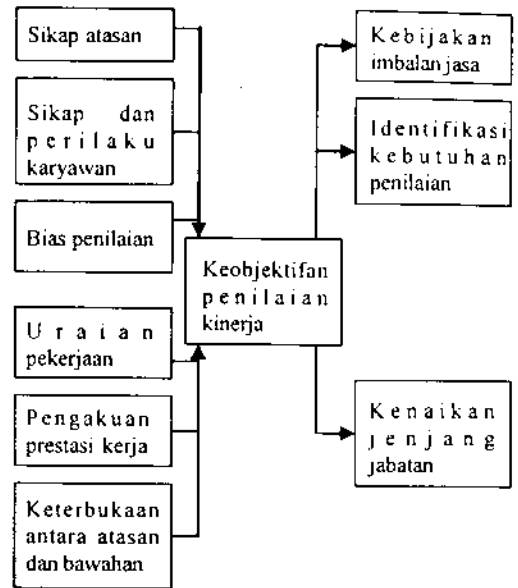 Sikap atasan
Sikap dan
perilaku
karyawan
Bias penilaian
Uraian
pekerjaan
Pengakuan
prestasi kerja
Keterbukaan
antara atasan
dan bawahan
Keobjektifan
penilaian
kinerja
Kebijakan
imbalan jasa
Identifikasi
kebutuhan
penilaian
Kenaikan
jenjang
jabatan